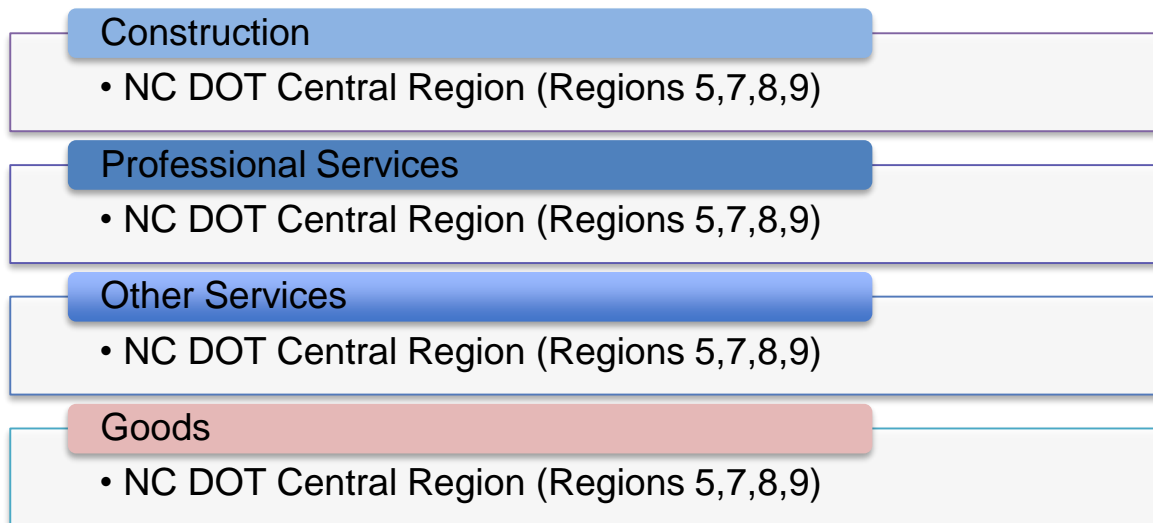 Construction
• NC DOT Central Region (Regions 5,7,8,9)
Professional Services
• NC DOT Central Region (Regions 5,7,8,9)
Other Services
• NC DOT Central Region (Regions 5,7,8,9)
Goods
• NC DOT Central Region (Regions 5,7,8,9)